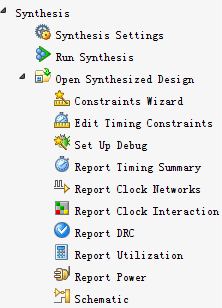 Synthesis
Synthesis Settings
Run Synthesis
Open Synthesized Design
Constraints Wizard
Edit Timing Constraints
Set Up Debug
Report Timing Summary
Report Clock Networks
Report Clock Interaction
Report DRC
Report Utilization
Report Power
Schematic